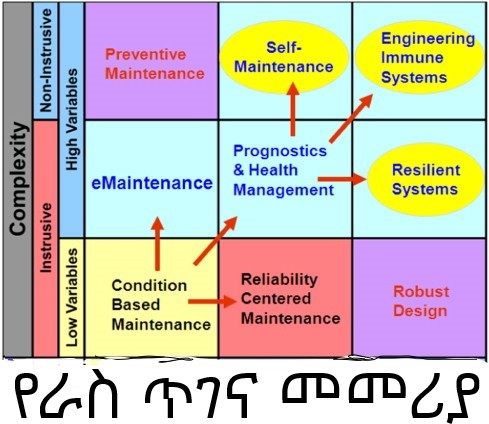 Complexity
Non-Instrusive
Instrusive
High Variables
Low Variables
Preventive
Maintenance
Self-
Maintenance
Engineering
Immune
Systems
eMaintenance
Prognostics
& Health
Management
Resilient
Systems
Condition
Based
Maintenance
Reliability
Centered
Maintenance
Robust
Design
የራስ ጥገና መመሪያ